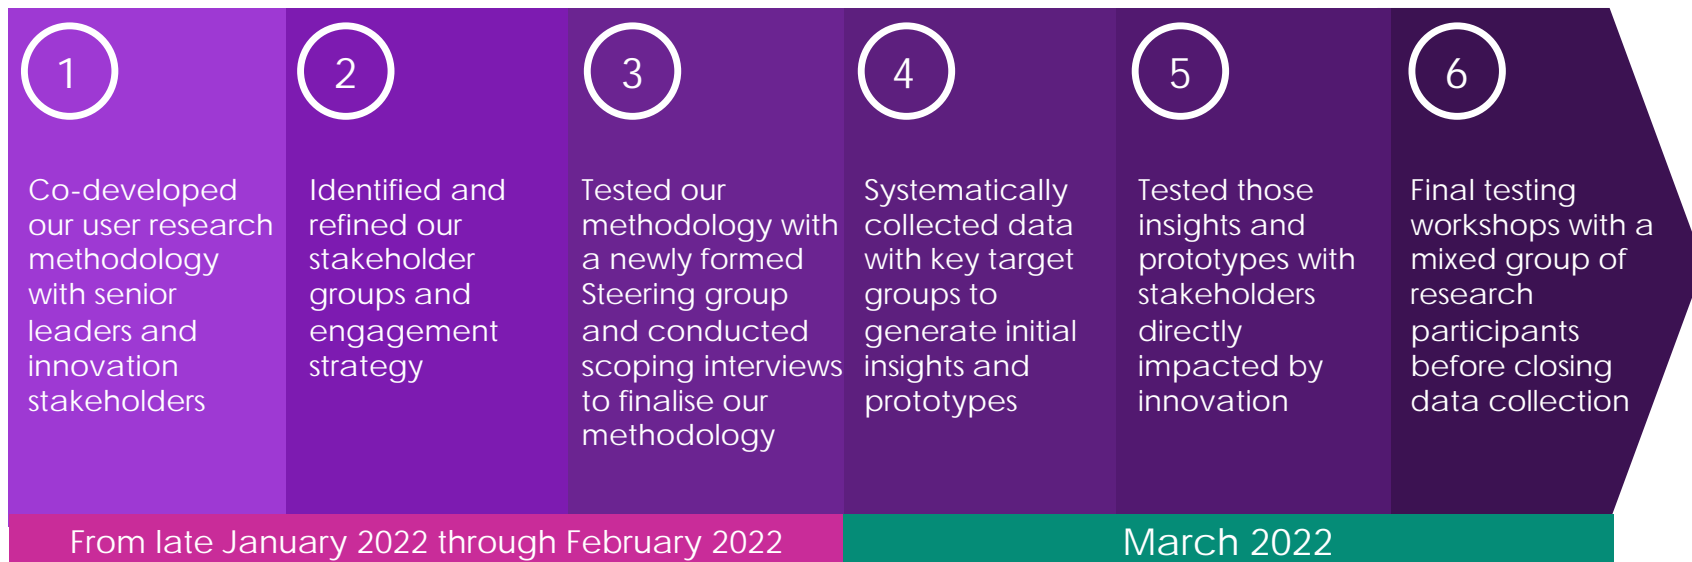 1
Co-developed
our user research
methodology
with senior
leaders and
innovation
stakeholders
2
Identified and
refined our
stakeholder
groups and
engagement
strategy
3
Tested our
methodology with
a newly formed
Steering group
and conducted
scoping interviews
to finalise our
methodology
4
Systematically
collected data
with key target
groups to
generate initial
insights and
prototypes
5
Tested those
insights and
prototypes with
stakeholders
directly
impacted by
innovation
6
Final testing
workshops with a
mixed group of
research
participants
before closing
data collection
From late January 2022 through February 2022
March 2022